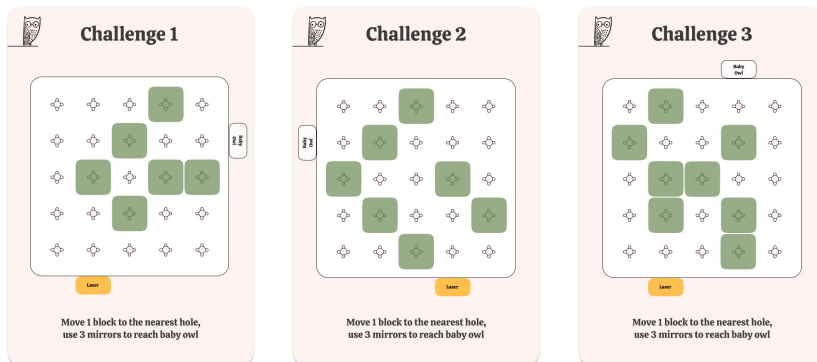 Challenge 1
Baby
Owl
Laser
Move 1 block to the nearest hole,
use 3 mirrors to reach baby owl
Challenge 2
Baby
Owl
Laser
Move 1 block to the nearest hole,
use 3 mirrors to reach baby owl
Challenge 3
Baby
Owl
Laser
Move 1 block to the nearest hole,
use 3 mirrors to reach baby owl